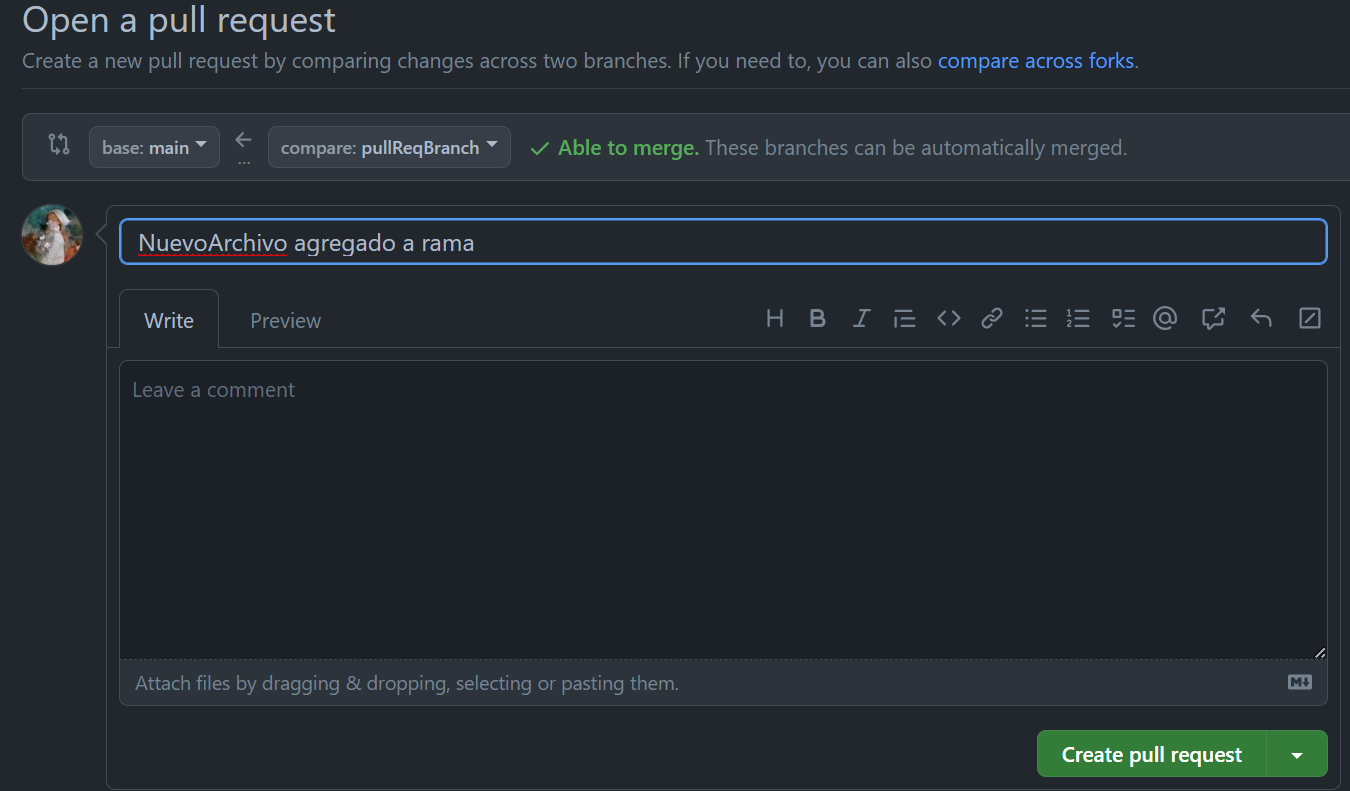 Open a pull request
Create a new pull request by comparing changes across two branches. If you need to, you can also compare across forks.
base: main
...
compare: pullReqBranch
Able to merge. These branches can be automatically merged.
NuevoArchivo agregado a rama
Write
Preview
Leave a comment
Attach files by dragging & dropping, selecting or pasting them.
Create pull request